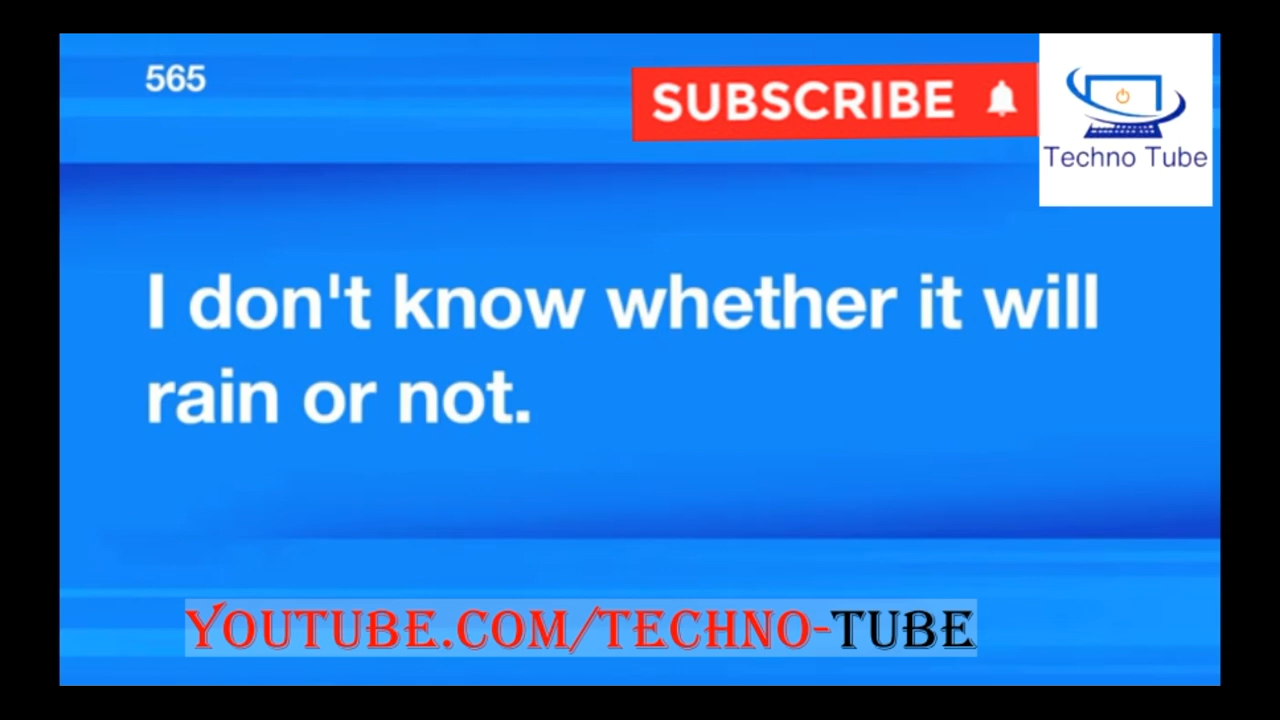 565
SUBSCRIBE
Techno Tube
I don't know whether it will
rain or not.
YOUTUBE.COM/TECHNO-TUBE